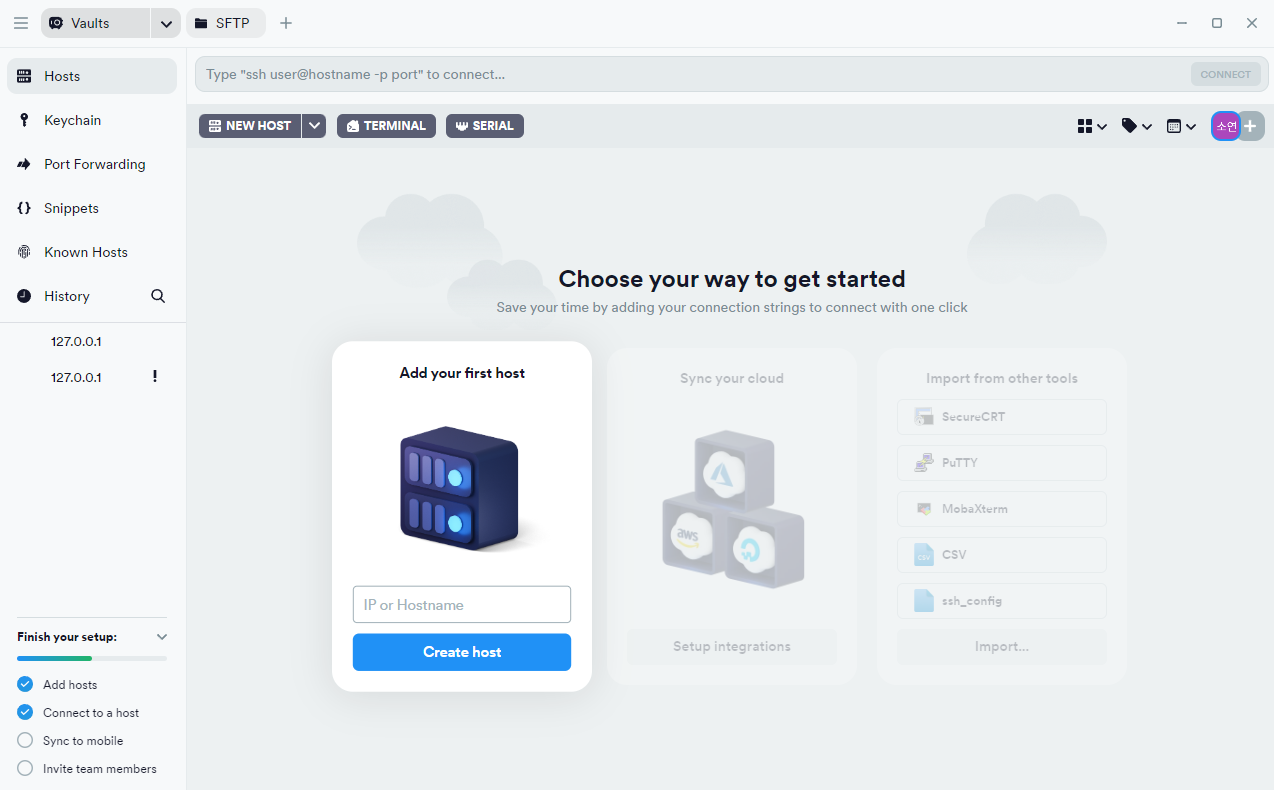 Vaults
SFTP
Hosts
Keychain
Port Forwarding
Snippets
Known Hosts
History
127.0.0.1
127.0.0.1
!
Finish your setup:
Add hosts
Connect to a host
Sync to mobile
Invite team members
Type "ssh user@hostname -p port" to connect...
CONNECT
NEW HOST
TERMINAL
SERIAL
소연
Choose your way to get started
Save your time by adding your connection strings to connect with one click
Add your first host
IP or Hostname
Create host
Sync your cloud
aws
Setup integrations
Import from other tools
SecureCRT
PuTTY
MobaXterm
CSV
CSV
ssh_config
Import...